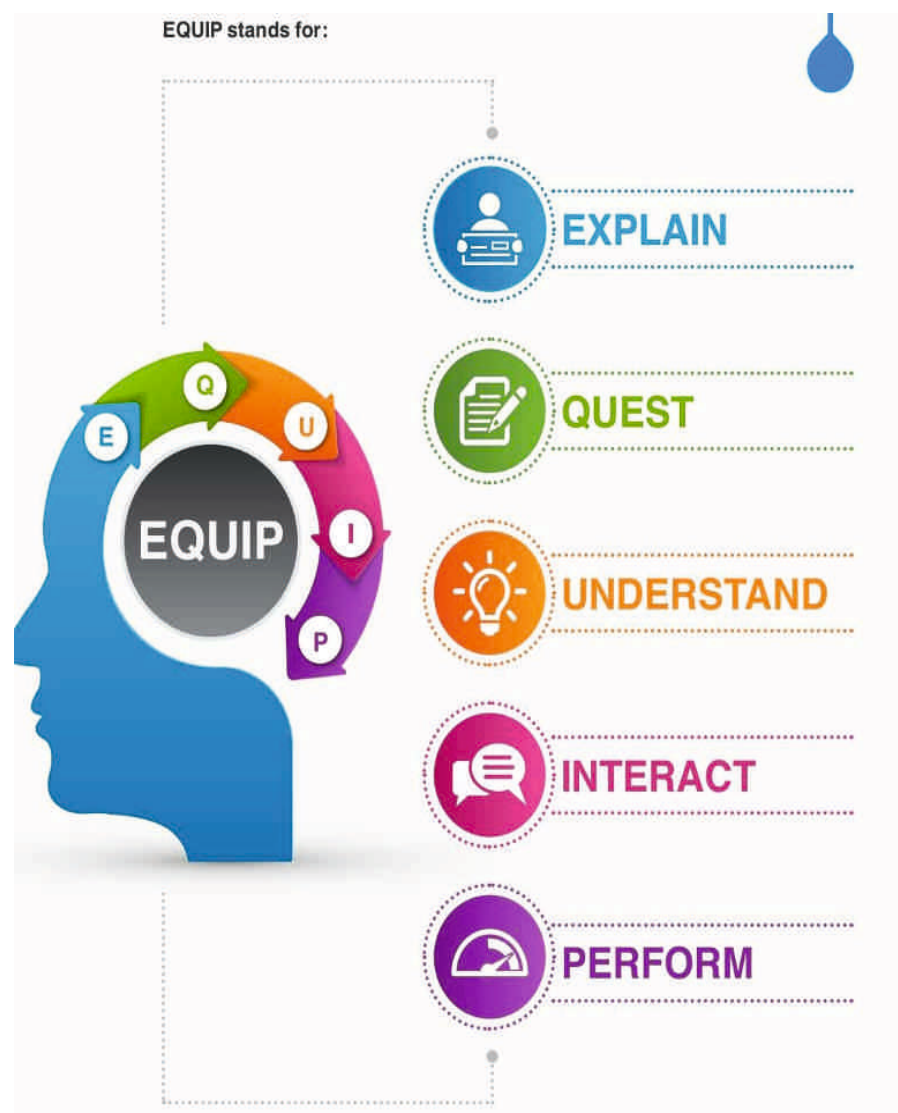 EQUIP stands for:
E
Q
U
I
P
EQUIP
EXPLAIN
QUEST
UNDERSTAND
INTERACT
PERFORM